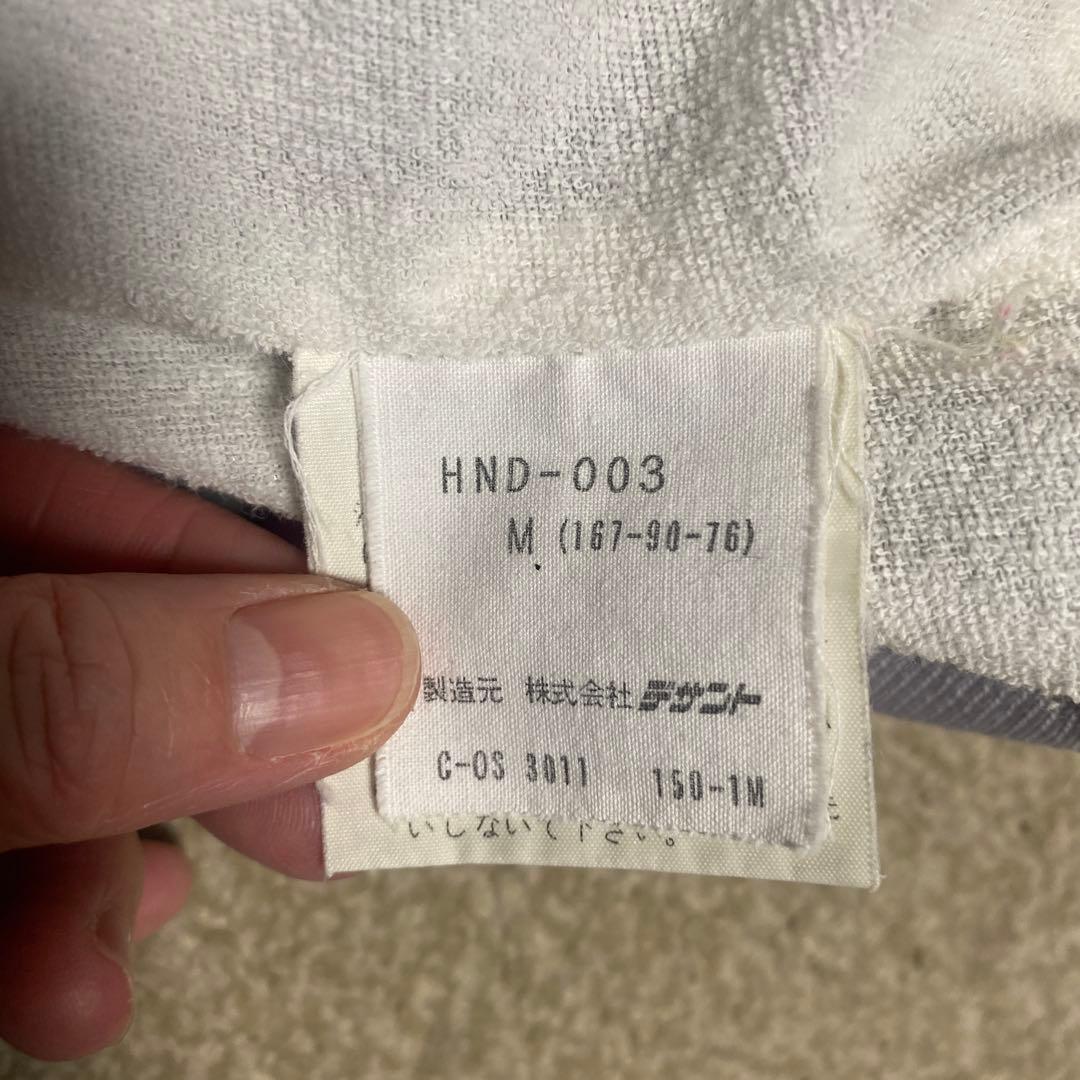 HND-003
M (167-90-76)
製造元 株式会社デサント
C-OS 3011 150-1M
いしないで下さい。